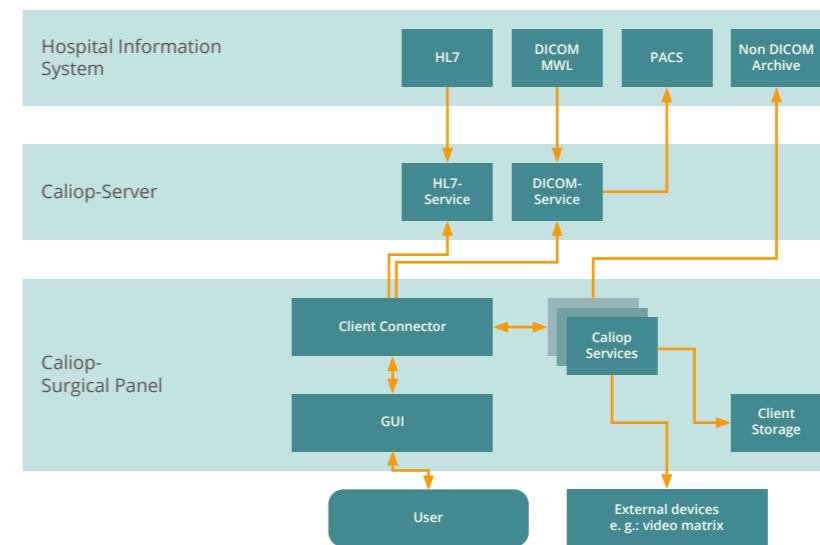 Hospital Information
System
HL7
DICOM
MWL
PACS
Non DICOM
Archive
Caliop-Server
HL7-
Service
DICOM-
Service
Caliop-
Surgical Panel
Client Connector
Caliop
Services
GUI
Client
Storage
User
External devices
e. g.: video matrix